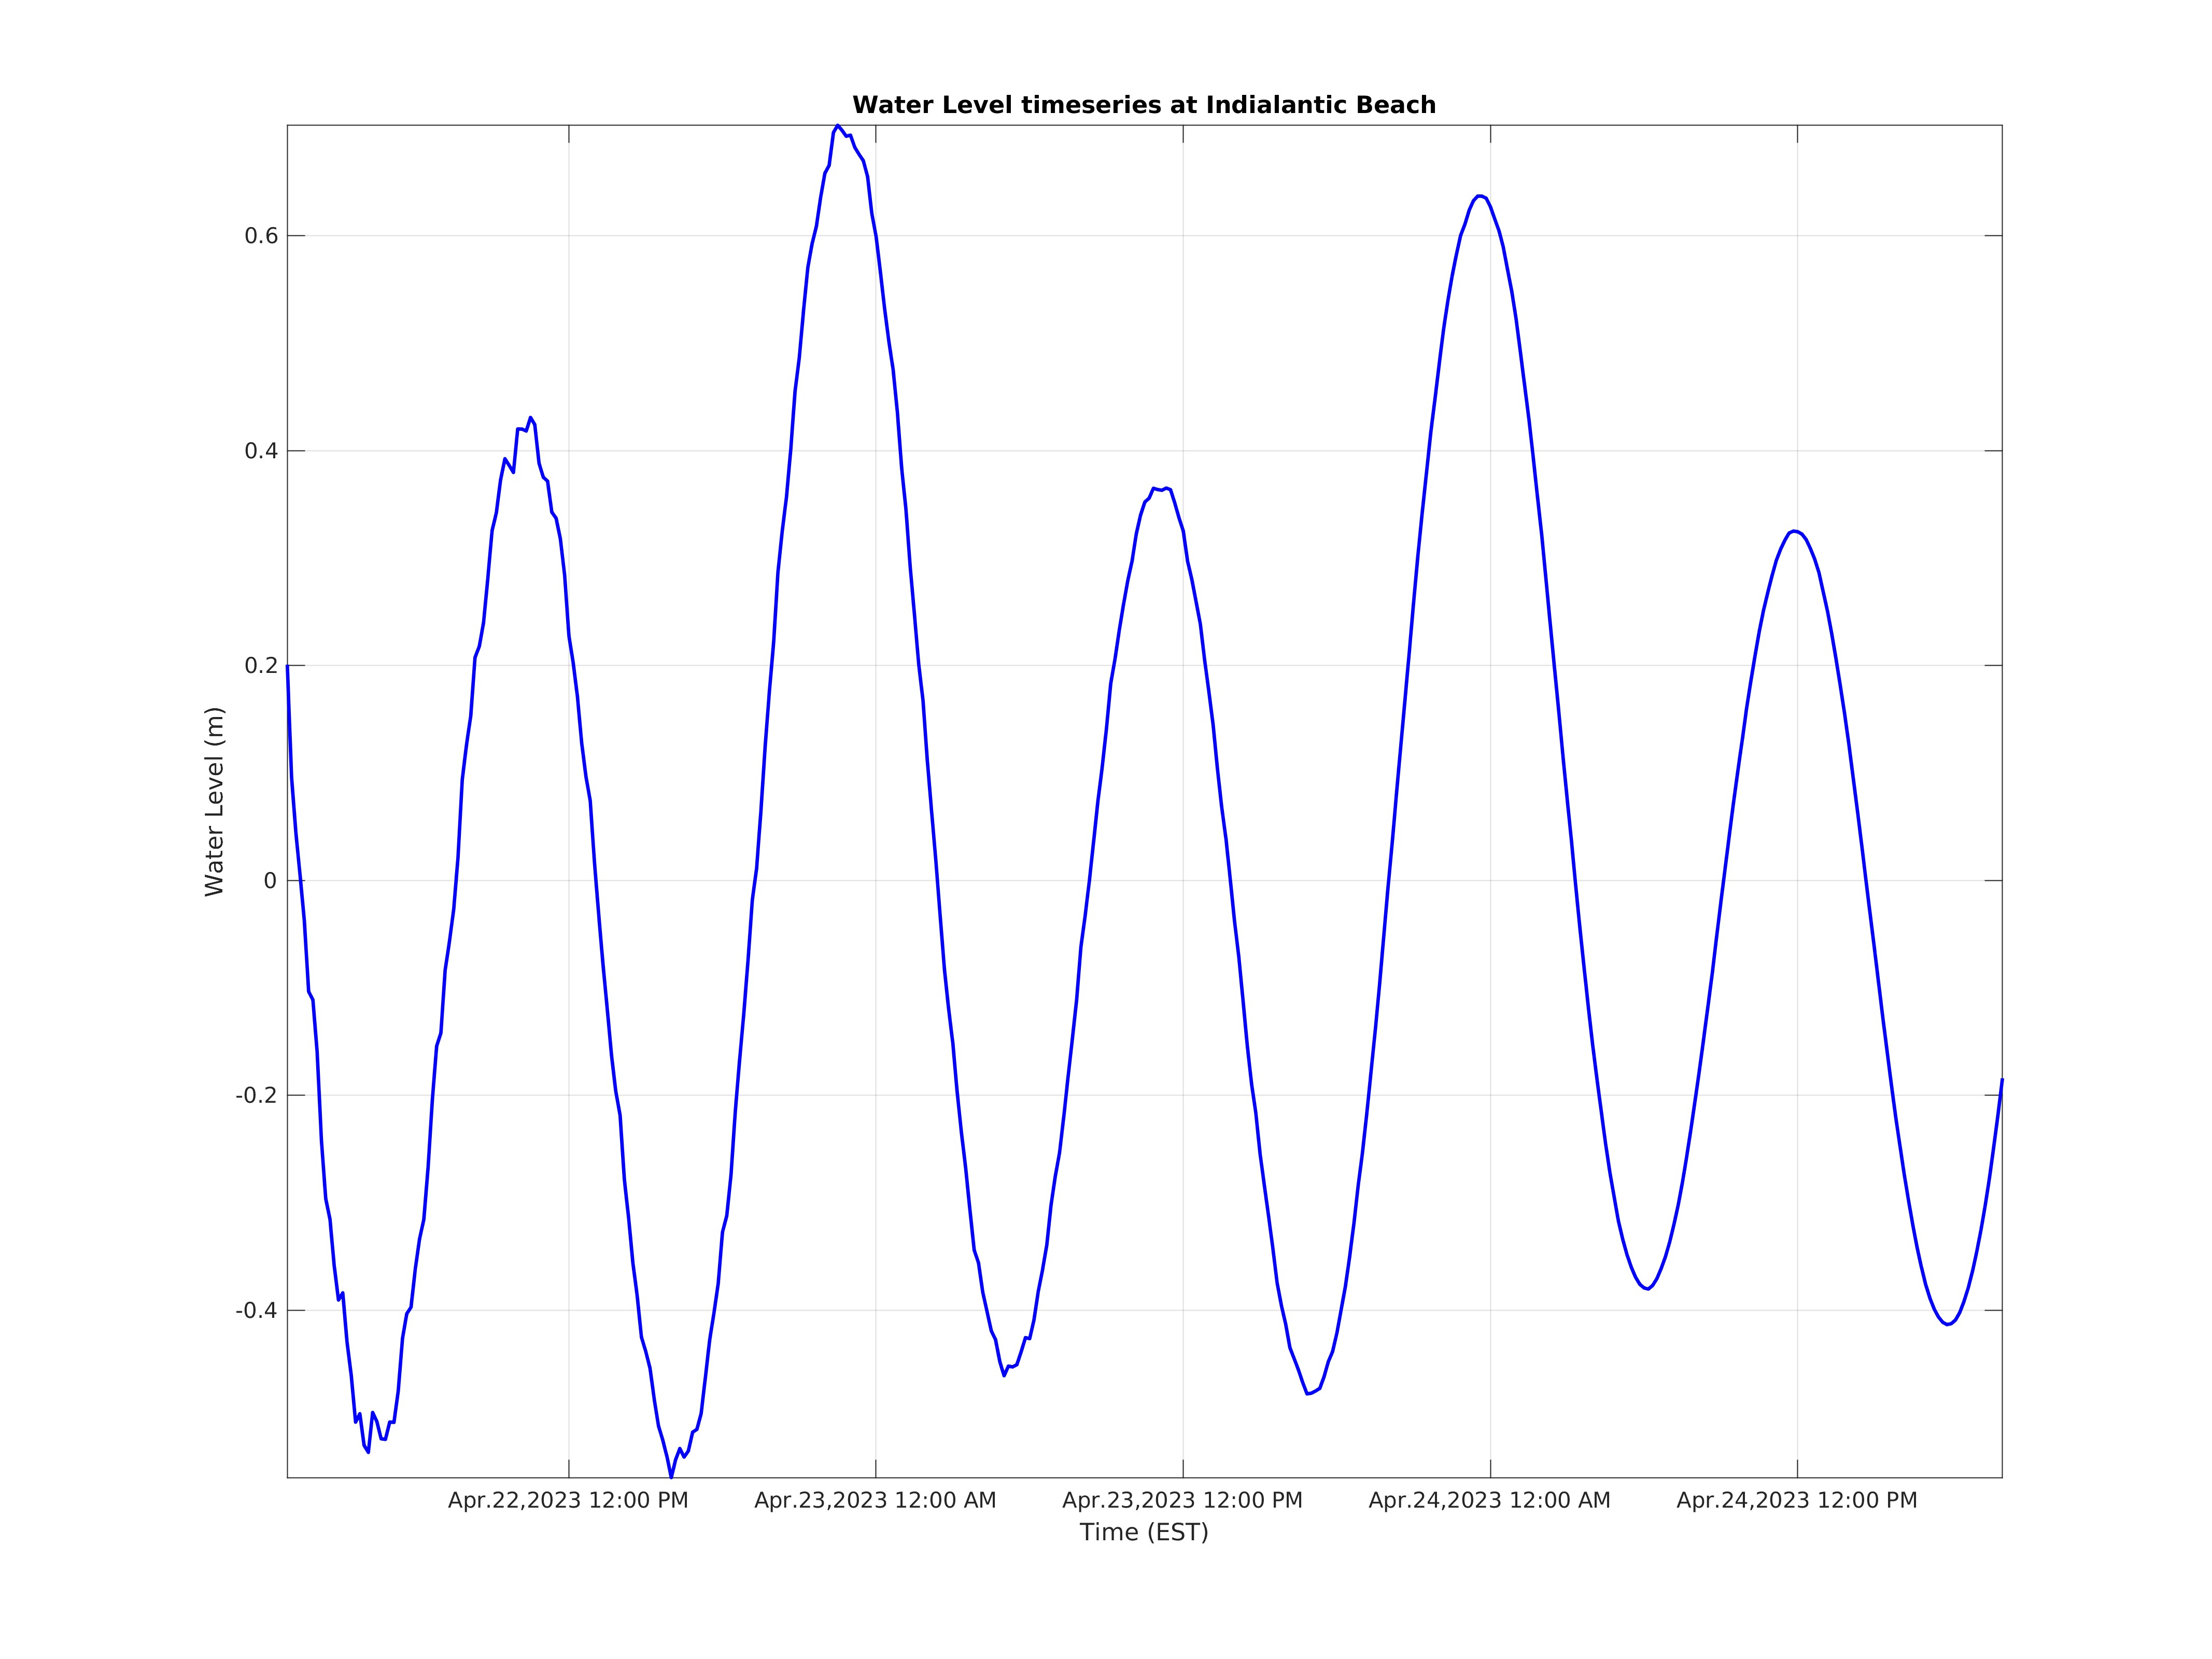 Water Level timeseries at Indialantic Beach
0.6
0.4
0.2
0
-0.2
-0.4
Water Level (m)
Apr.22,2023 12:00 PM
Apr.23,2023 12:00 AM
Apr.23,2023 12:00 PM
Apr.24,2023 12:00 AM
Apr.24,2023 12:00 PM
Time (EST)